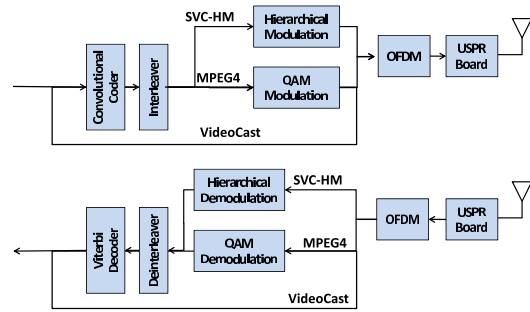 SVC-HM
Hierarchical
Modulation
Convolutional
Coder
Interleaver
MPEG4
QAM
Modulation
OFDM
USPR
Board
VideoCast
Hierarchical
Demodulation
SVC-HM
Viterbi
Decoder
Deinterleaver
QAM
Demodulation
MPEG4
OFDM
USPR
Board
VideoCast